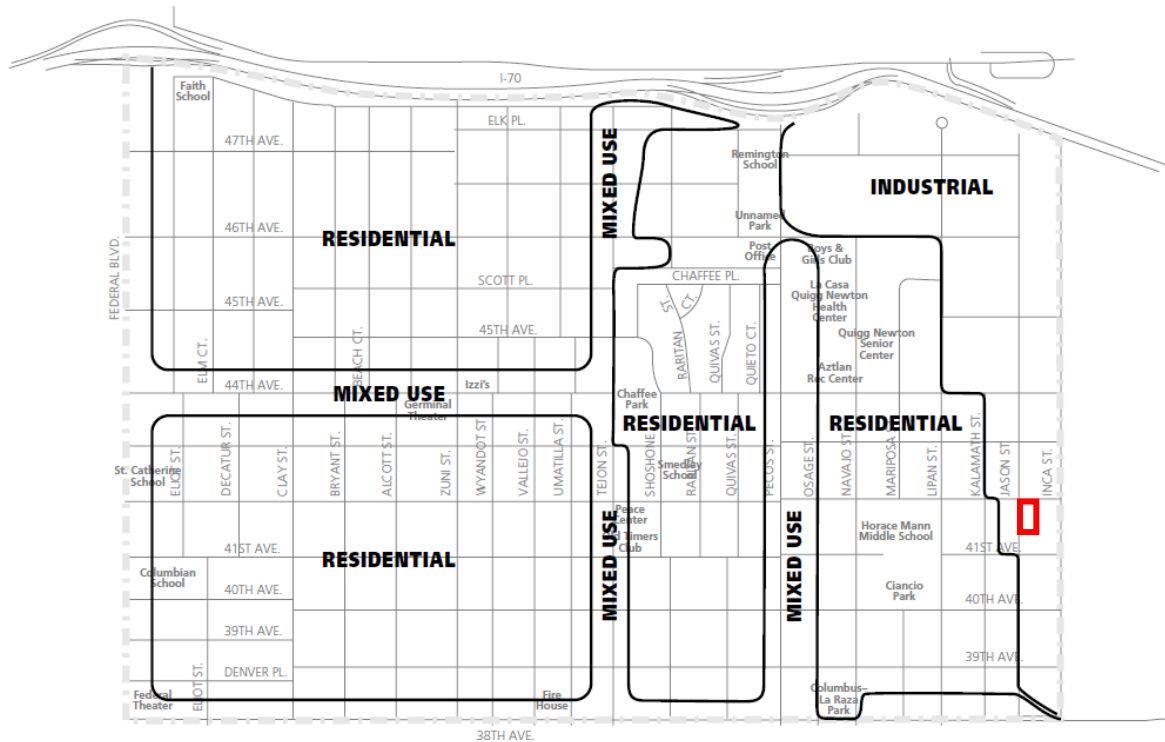 I-70
Faith
School
ELK PL.
47TH AVE.
MIXED USE
Remington
School
INDUSTRIAL
Unnamed
Park
46TH AVE.
RESIDENTIAL
Post
Office
Boys &
Girls Club
FEDERAL BLVD.
SCOTT PL.
CHAFFEE PL.
La Casa
Quigg Newton
Health
Center
45TH AVE.
45TH AVE.
RARITAN
ST.
CT.
QUIVAS ST.
QUIETO CT.
Quigg Newton
Senior
Center
ELM CT.
BEACH CT.
Aztlan
Rec Center
44TH AVE.
MIXED USE
Izzi's
Germinal
Theater
Chaffee
Park
RESIDENTIAL
RESIDENTIAL
St. Catherine
School
ELIOT ST.
DECATUR ST.
CLAY ST.
BRYANT ST.
ALCOTT ST.
ZUNI ST.
WYANDOT ST.
VALLEJO ST.
UMATILLA ST.
TEJON ST.
SHOSHONE
RARITAN ST.
Smedley
School
QUIVAS ST.
PECOS ST.
OSAGE ST.
NAVAJO ST.
MARIPOSA ST.
LIPAN ST.
KALAMATH ST.
JASON ST.
INCA ST.
Peace
Center
Old Timers
Club
MIXED USE
MIXED USE
Horace Mann
Middle School
41ST AVE.
41ST AVE.
RESIDENTIAL
Columbian
School
40TH AVE.
Ciancio
Park
40TH AVE.
39TH AVE.
39TH AVE.
DENVER PL.
ELIOT ST.
Federal
Theater
Fire
House
Columbus–
La Raza
Park
38TH AVE.